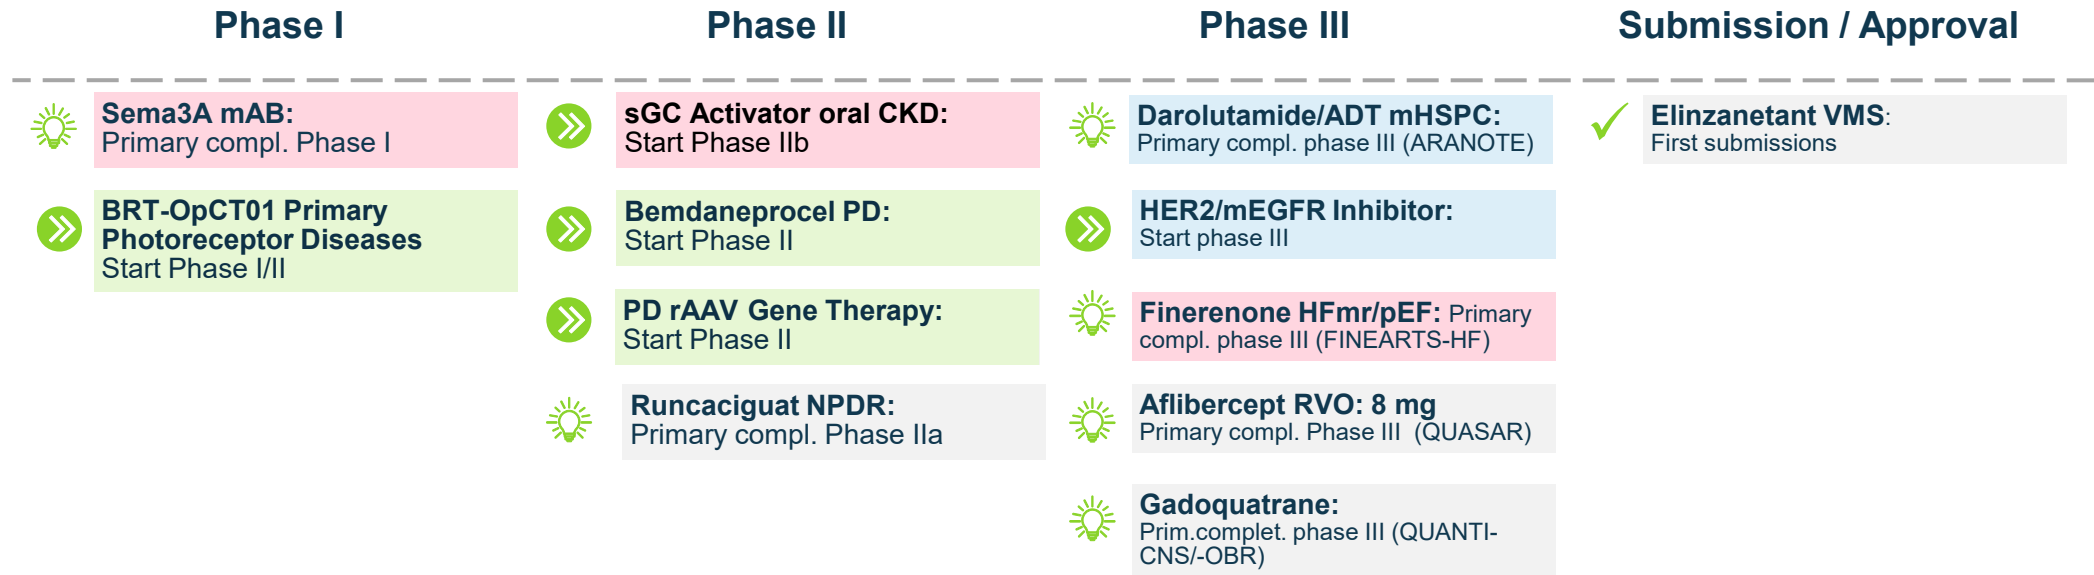 Phase I
Phase II
Phase III
Submission / Approval
Sema3A mAB:
Primary compl. Phase I
BRT-OpCT01 Primary
Photoreceptor Diseases
Start Phase I/II
sGC Activator oral CKD:
Start Phase IIb
Bemdaneprocel PD:
Start Phase II
PD rAAV Gene Therapy:
Start Phase II
Runcaciguat NPDR:
Primary compl. Phase IIa
Darolutamide/ADT mHSPC:
Primary compl. phase III (ARANOTE)
HER2/mEGFR Inhibitor:
Start phase III
Finerenone HFmr/pEF: Primary
compl. phase III (FINEARTS-HF)
Aflibercept RVO: 8 mg
Primary compl. Phase III (QUASAR)
Gadoquatrane:
Prim.complet. phase III (QUANTI-
CNS/-OBR)
Elinzanetant VMS:
First submissions